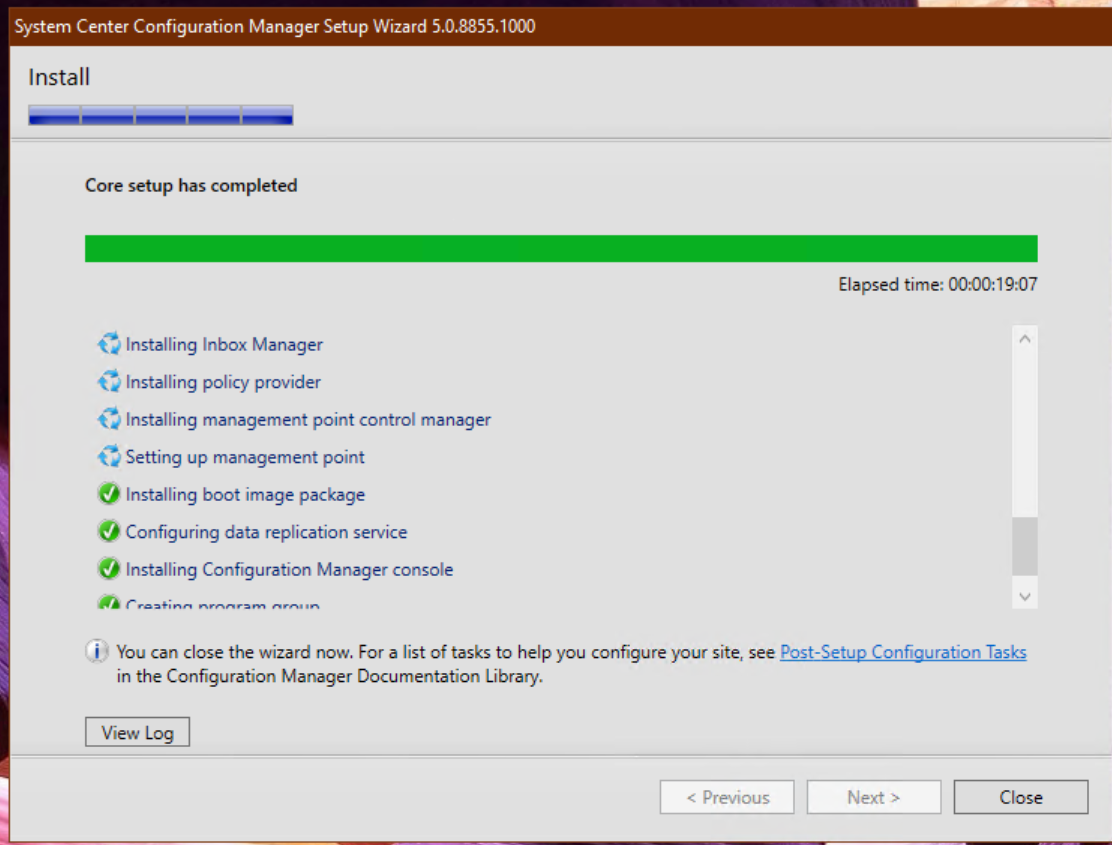 System Center Configuration Manager Setup Wizard 5.0.8855.1000
Install
Core setup has completed
Elapsed time: 00:00:19:07
Installing Inbox Manager
Installing policy provider
Installing management point control manager
Setting up management point
Installing boot image package
Configuring data replication service
Installing Configuration Manager console
Creating program group
You can close the wizard now. For a list of tasks to help you configure your site, see Post-Setup Configuration Tasks
in the Configuration Manager Documentation Library.
View Log
< Previous
Next >
Close